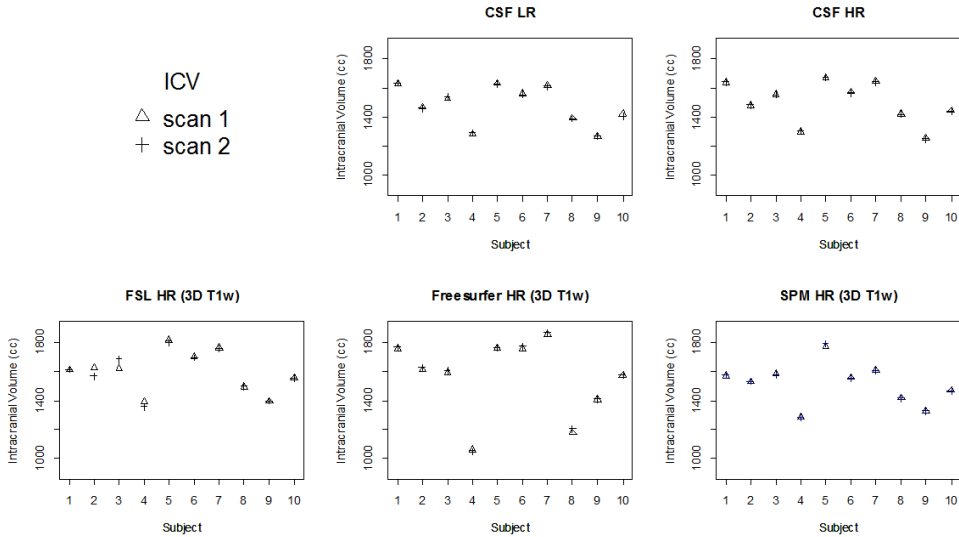 CSF LR
CSF HR
ICV
scan 1
scan 2
Intracranial Volume (cc)
1000
1400
1800
1 2 3 4 5 6 7 8 9 10
Subject
Intracranial Volume (cc)
1000
1400
1800
1 2 3 4 5 6 7 8 9 10
Subject
FSL HR (3D T1w)
Freesurfer HR (3D T1w)
SPM HR (3D T1w)
Intracranial Volume (cc)
1000
1400
1800
1 2 3 4 5 6 7 8 9 10
Subject
Intracranial Volume (cc)
1000
1400
1800
1 2 3 4 5 6 7 8 9 10
Subject
Intracranial Volume (cc)
1000
1400
1800
1 2 3 4 5 6 7 8 9 10
Subject